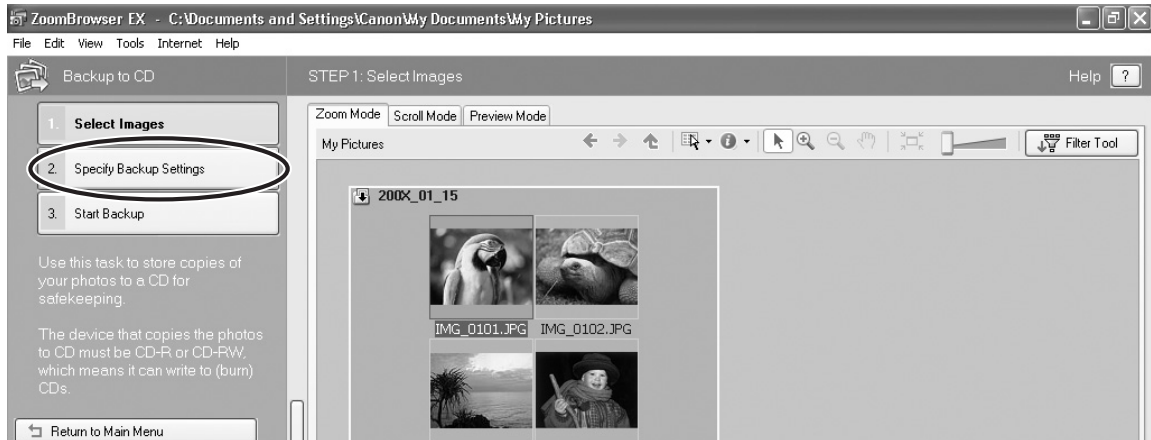 ZoomBrowser EX - C:\Documents and Settings\Canon\My Documents\My Pictures
File Edit View Tools Internet Help
Backup to CD
STEP 1: Select Images
Help ?
1. Select Images
2. Specify Backup Settings
3. Start Backup
Use this task to store copies of
your photos to a CD for
safekeeping.
The device that copies the photos
to CD must be CD-R or CD-RW,
which means it can write to (burn)
CDs.
Return to Main Menu
Zoom Mode Scroll Mode Preview Mode
My Pictures
Filter Tool
200X_01_15
IMG_0101.JPG IMG_0102.JPG